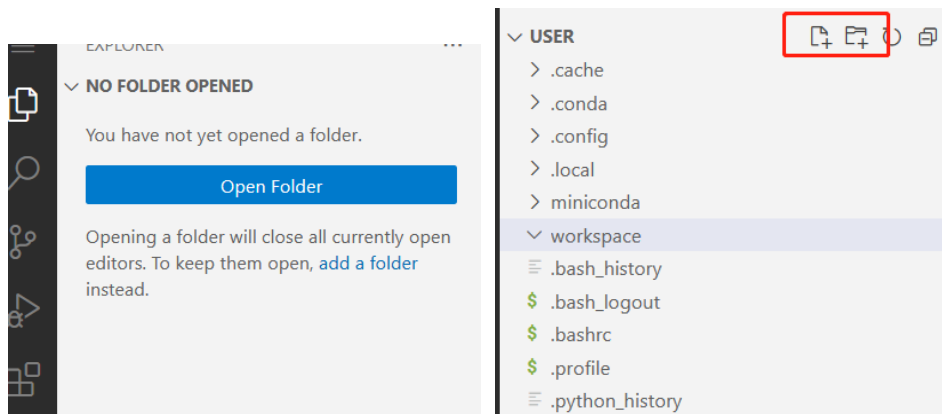 EXPLORER
NO FOLDER OPENED
You have not yet opened a folder.
Open Folder
Opening a folder will close all currently open
editors. To keep them open, add a folder
instead.
USER
.cache
.conda
.config
.local
miniconda
workspace
.bash_history
$ .bash_logout
$ .bashrc
$ .profile
.python_history